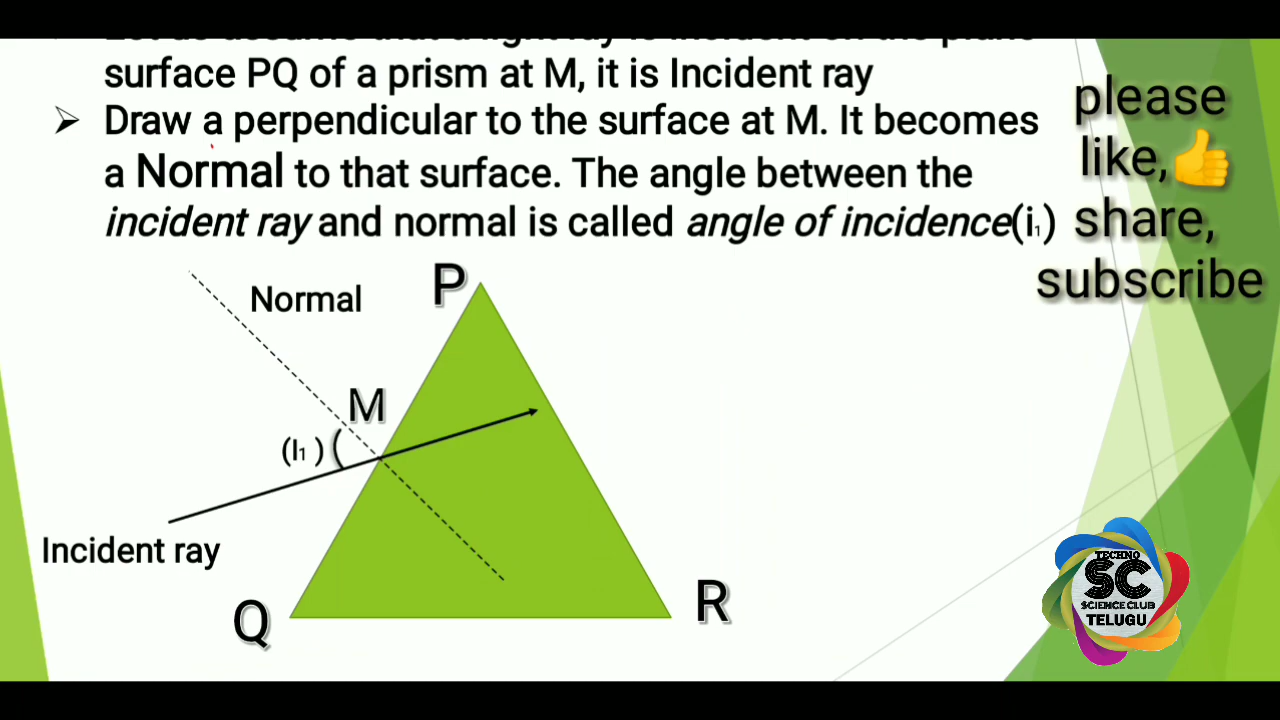 surface PQ of a prism at M, it is Incident ray
➢ Draw a perpendicular to the surface at M. It becomes
a Normal to that surface. The angle between the
incident ray and normal is called angle of incidence(i₁)
please
like,👍
share,
subscribe
Normal
P
M
(I₁ ) (
Incident ray
Q
R
TECHNO
SC
SCIENCE CLUB
TELUGU